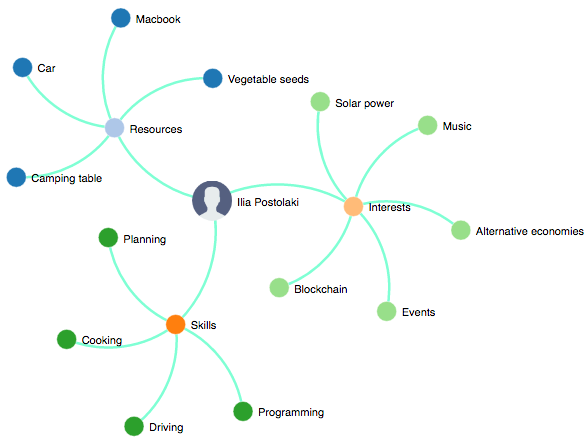 Macbook
Car
Vegetable seeds
Resources
Camping table
Solar power
Music
Ilia Postolaki
Interests
Alternative economies
Blockchain
Events
Planning
Skills
Cooking
Programming
Driving